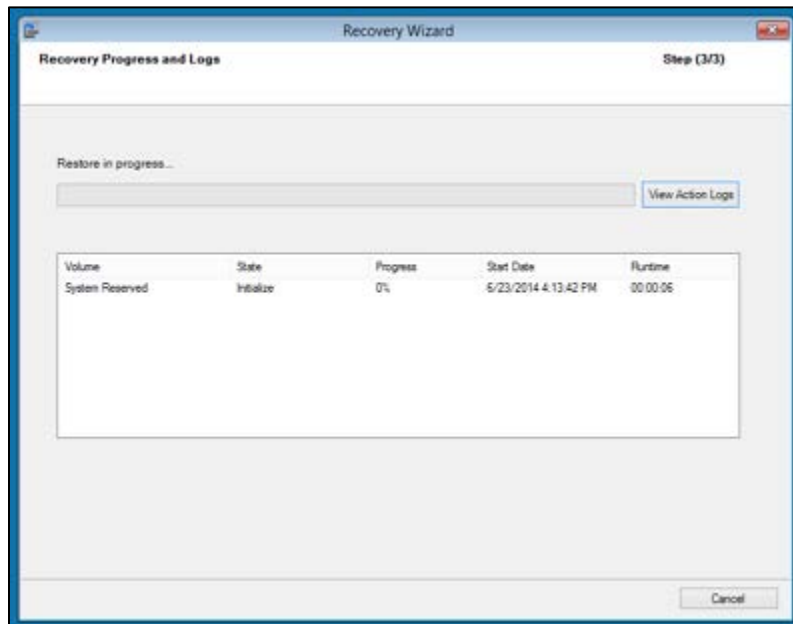 Recovery Wizard
Recovery Progress and Logs Step (3/3)
Restore in progress...
View Action Logs
Volume State Progress Start Date Runtime
System Reserved Initialize 0% 6/23/2014 4:13:42 PM 00:00:06
Cancel